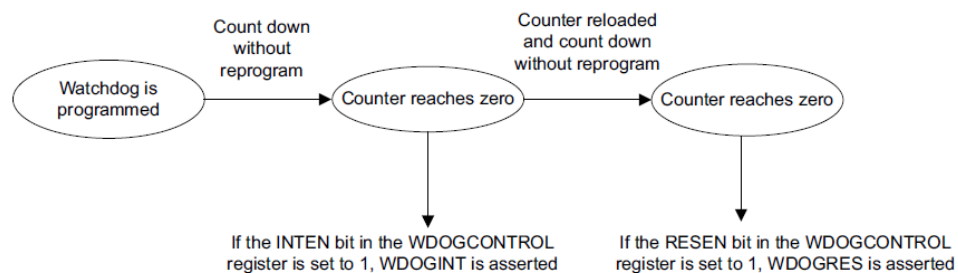 Count down
without
reprogram
Counter reloaded
and count down
without reprogram
Watchdog is
programmed
Counter reaches zero
Counter reaches zero
If the INTEN bit in the WDOGCONTROL
register is set to 1, WDOGINT is asserted
If the RESEN bit in the WDOGCONTROL
register is set to 1, WDOGRES is asserted